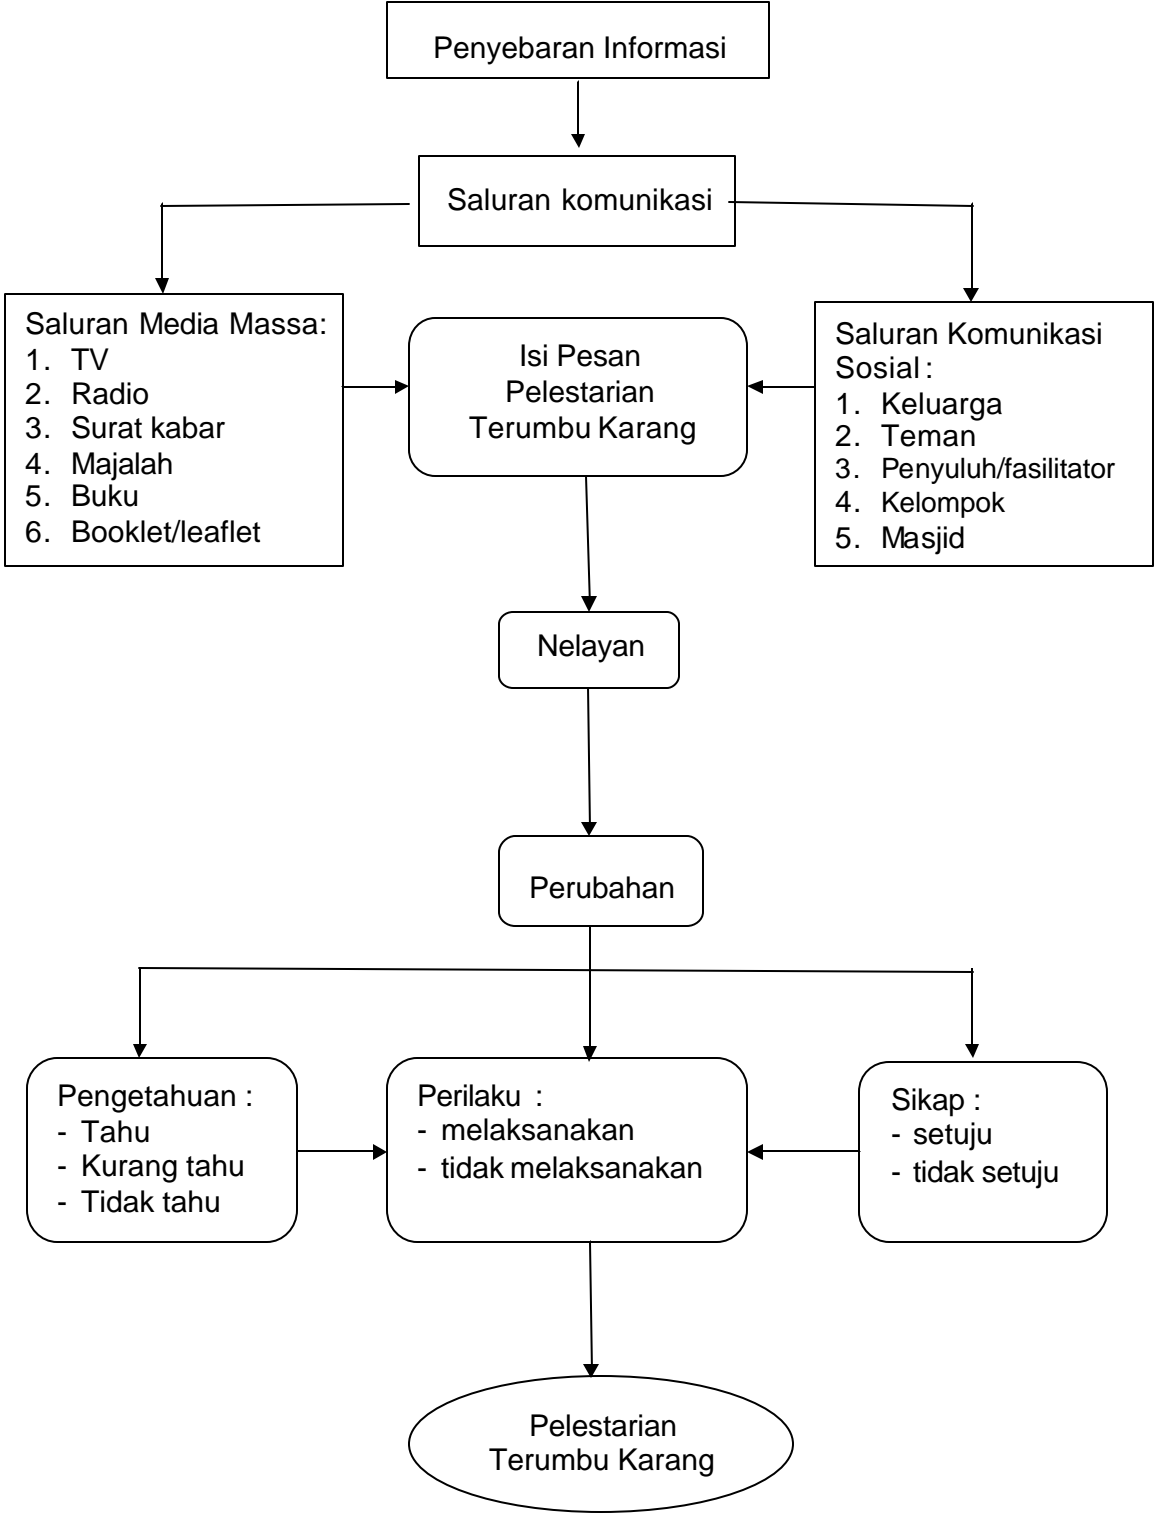 Penyebaran Informasi
Saluran komunikasi
Saluran Media Massa:
1. TV
2. Radio
3. Surat kabar
4. Majalah
5. Buku
6. Booklet/leaflet
Isi Pesan
Pelestarian
Terumbu Karang
Saluran Komunikasi
Sosial :
1. Keluarga
2. Teman
3. Penyuluh/fasilitator
4. Kelompok
5. Masjid
Nelayan
Perubahan
Pengetahuan :
- Tahu
- Kurang tahu
- Tidak tahu
Perilaku :
- melaksanakan
- tidak melaksanakan
Sikap :
- setuju
- tidak setuju
Pelestarian
Terumbu Karang